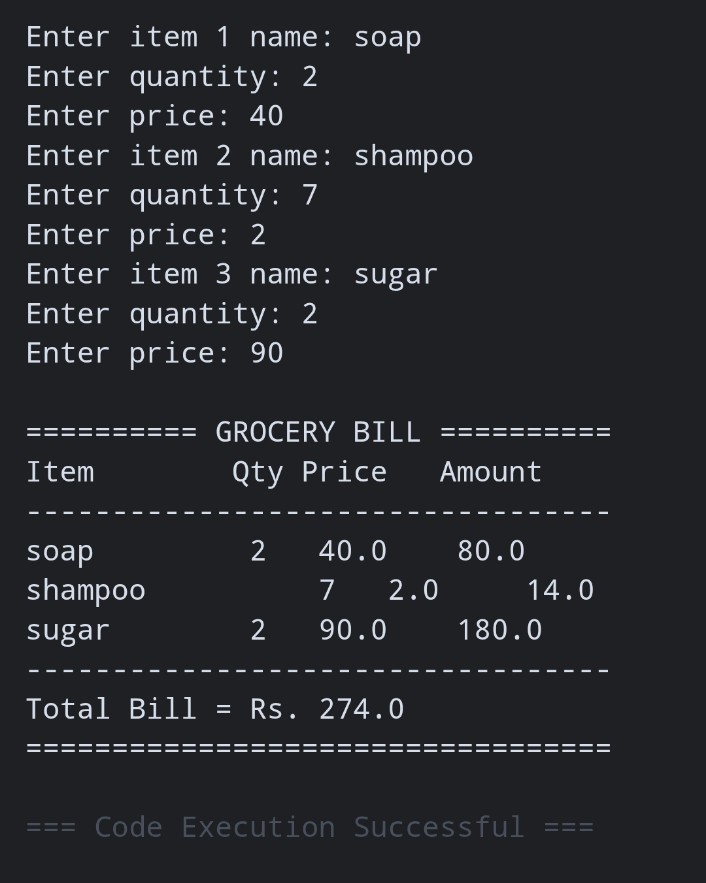 Enter item 1 name: soap
Enter quantity: 2
Enter price: 40
Enter item 2 name: shampoo
Enter quantity: 7
Enter price: 2
Enter item 3 name: sugar
Enter quantity: 2
Enter price: 90

========== GROCERY BILL ==========
Item        Qty Price   Amount
----------------------------------
soap         2   40.0    80.0
shampoo          7   2.0     14.0
sugar        2   90.0    180.0
----------------------------------
Total Bill = Rs. 274.0
==================================

=== Code Execution Successful ===